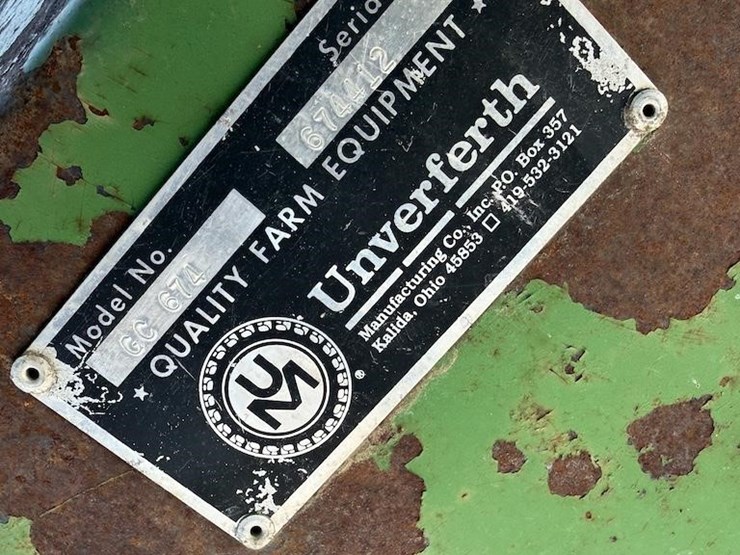 Model No.
GC 674
Serio
674412
★ QUALITY FARM EQUIPMENT ★
UM
®
Unverferth
Manufacturing Co., Inc. P.O. Box 357
Kalida, Ohio 45853 □ 419-532-3121